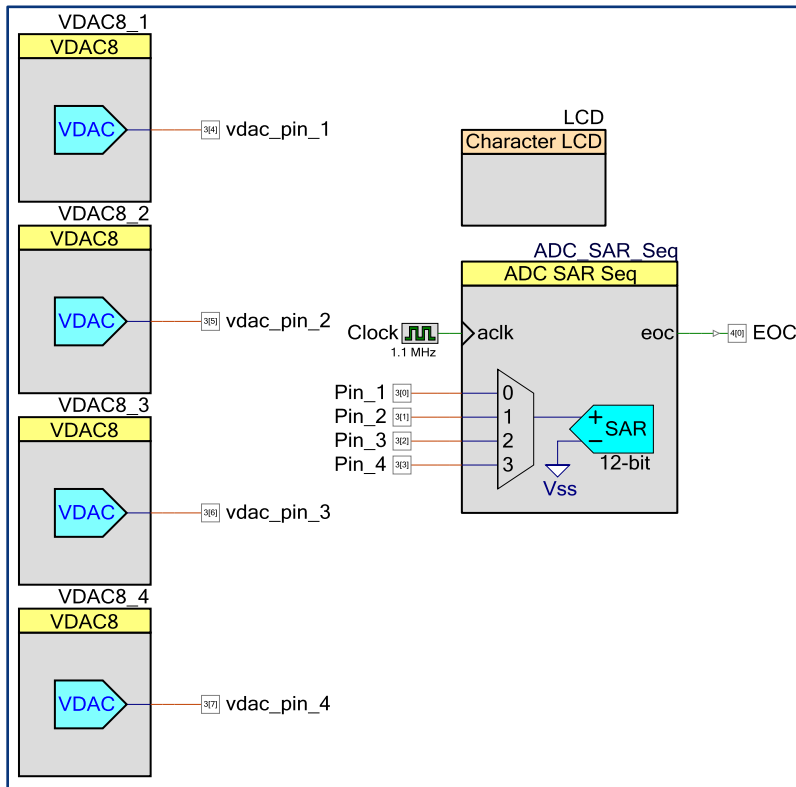 VDAC8_1
VDAC8
VDAC
3[4] vdac_pin_1
VDAC8_2
VDAC8
VDAC
3[5] vdac_pin_2
VDAC8_3
VDAC8
VDAC
3[6] vdac_pin_3
VDAC8_4
VDAC8
VDAC
3[7] vdac_pin_4
LCD
Character LCD
ADC_SAR_Seq
ADC SAR Seq
Clock aclk eoc 4[0] EOC
1.1 MHz
Pin_1 3[0] 0
Pin_2 3[1] 1
Pin_3 3[2] 2
Pin_4 3[3] 3
+ SAR
−
12-bit
Vss